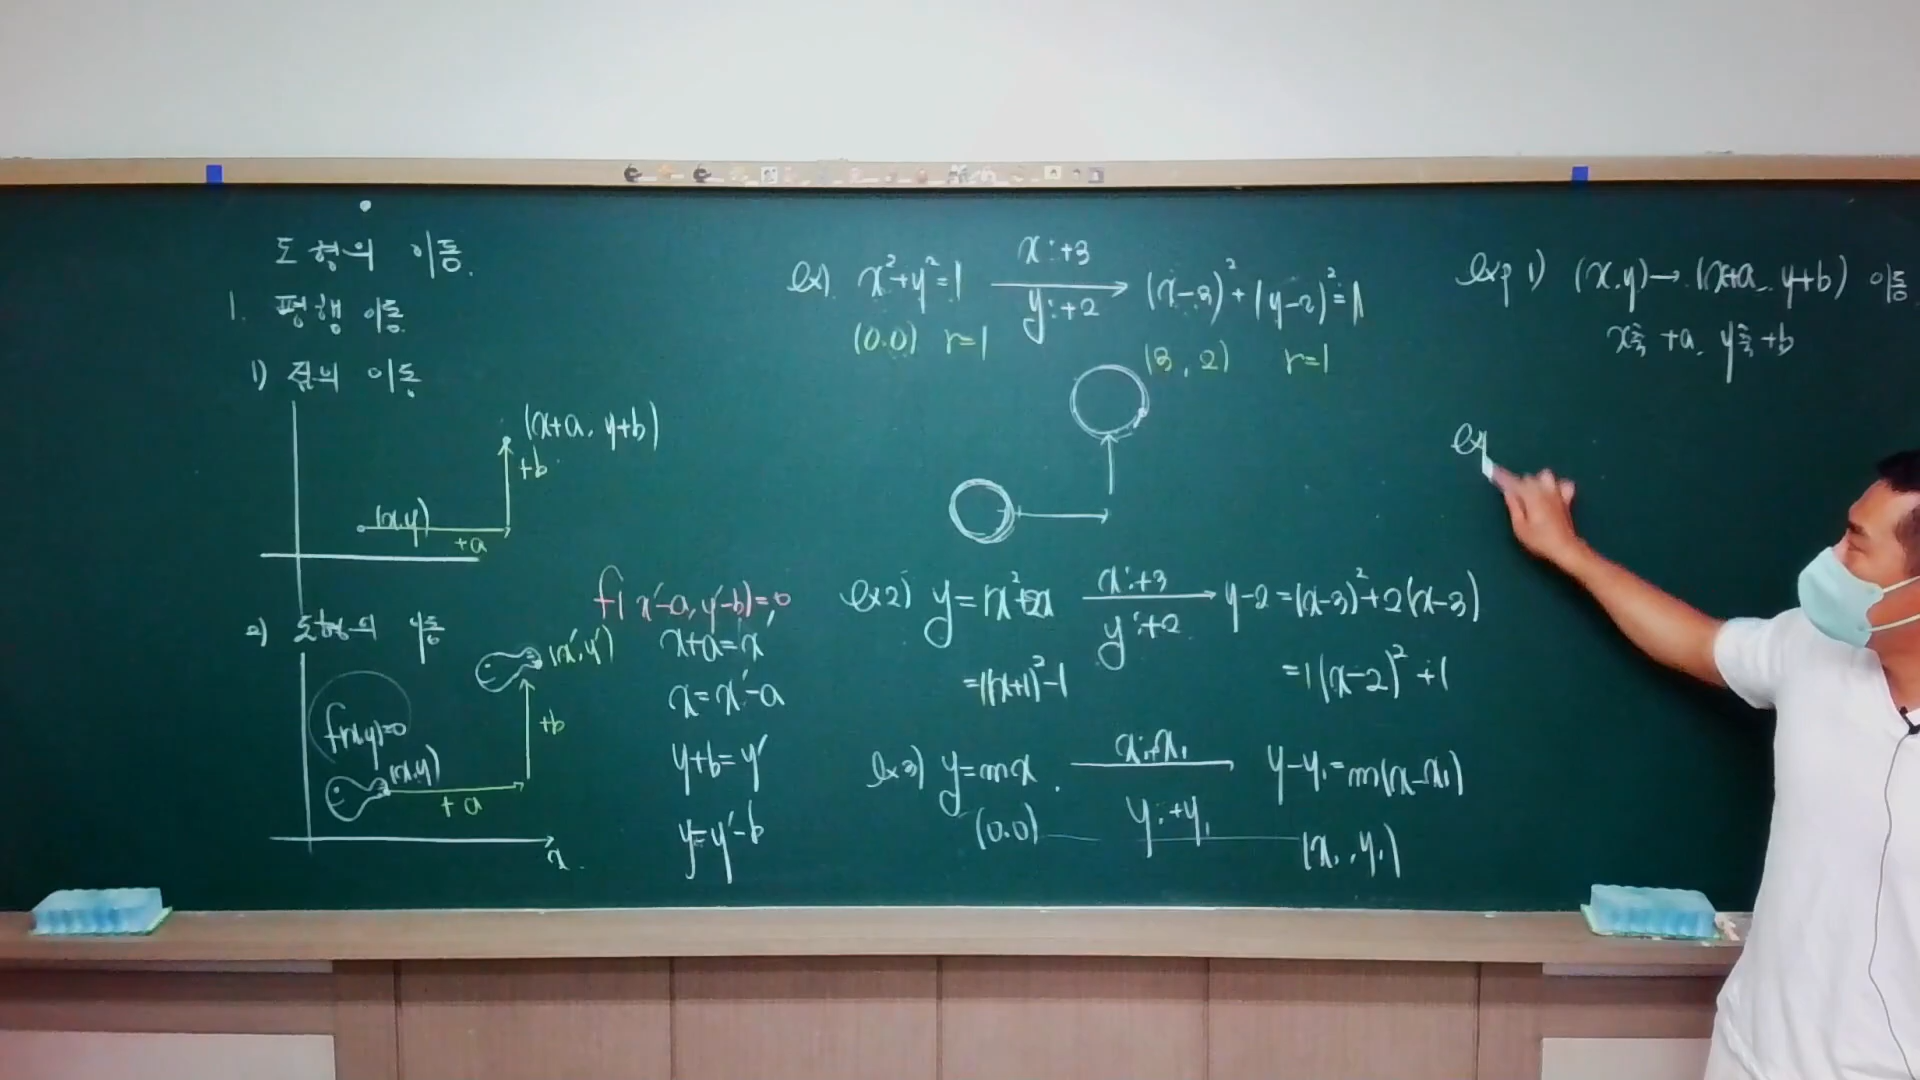 도형의 이동.
1. 평행 이동
1) 점의 이동
(x+a, y+b)
+b
(x,y)
+a
2) 도형의 이동
f(x,y)=0
(x,y)
+a
+b
(x', y')
x
f(x'-a, y'-b)=0
x+a=x'
x=x'-a
y+b=y'
y=y'-b
ex) x²+y²=1 x:+3 y:+2 (x-3)²+(y-2)²=1
(0.0) r=1 (3, 2) r=1
ex2) y=x²+2x x:+3 y:+2 y-2=(x-3)²+2(x-3)
=1(x+1)²-1 =1(x-2)²+1
ex3) y=mx. x:+x₁ y:+y₁ y-y₁=m(x-x₁)
(0.0) (x₁, y₁)
exp 1) (x,y)→(x+a, y+b) 이동
x축 +a, y축 +b
ex